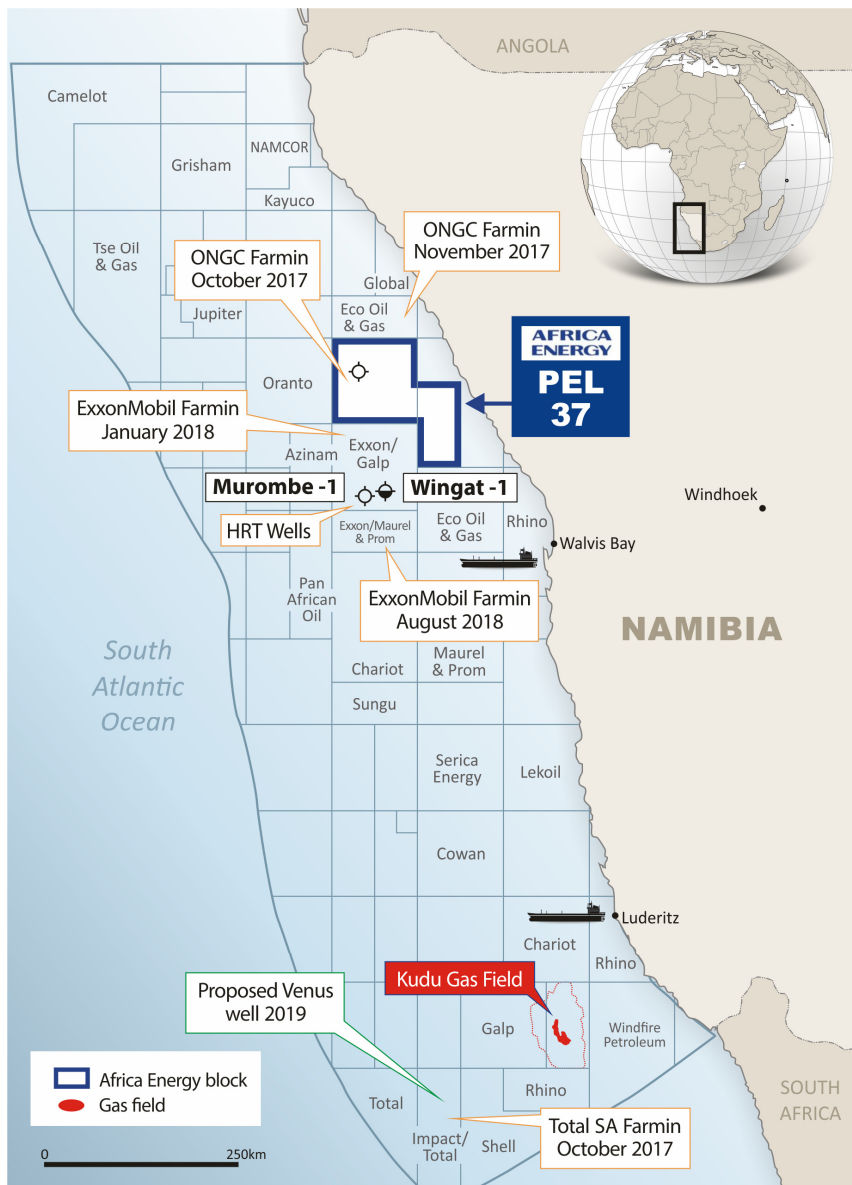 ANGOLA
Camelot
NAMCOR
Grisham
Kayuco
ONGC Farmin
November 2017
Tse Oil
& Gas
ONGC Farmin
October 2017
Global
Jupiter
Eco Oil
& Gas
AFRICA
ENERGY
PEL
37
Oranto
ExxonMobil Farmin
January 2018
Azinam
Exxon/
Galp
Murombe -1
Wingat -1
Windhoek
HRT Wells
Exxon/Maurel
& Prom
Eco Oil
& Gas
Rhino
Walvis Bay
Pan
African
Oil
ExxonMobil Farmin
August 2018
NAMIBIA
South
Atlantic
Ocean
Chariot
Maurel
& Prom
Sungu
Serica
Energy
Lekoil
Cowan
Luderitz
Chariot
Rhino
Kudu Gas Field
Proposed Venus
well 2019
Galp
Windfire
Petroleum
Africa Energy block
Gas field
Total
Rhino
SOUTH
AFRICA
Impact/
Total
Shell
Total SA Farmin
October 2017
0
250km